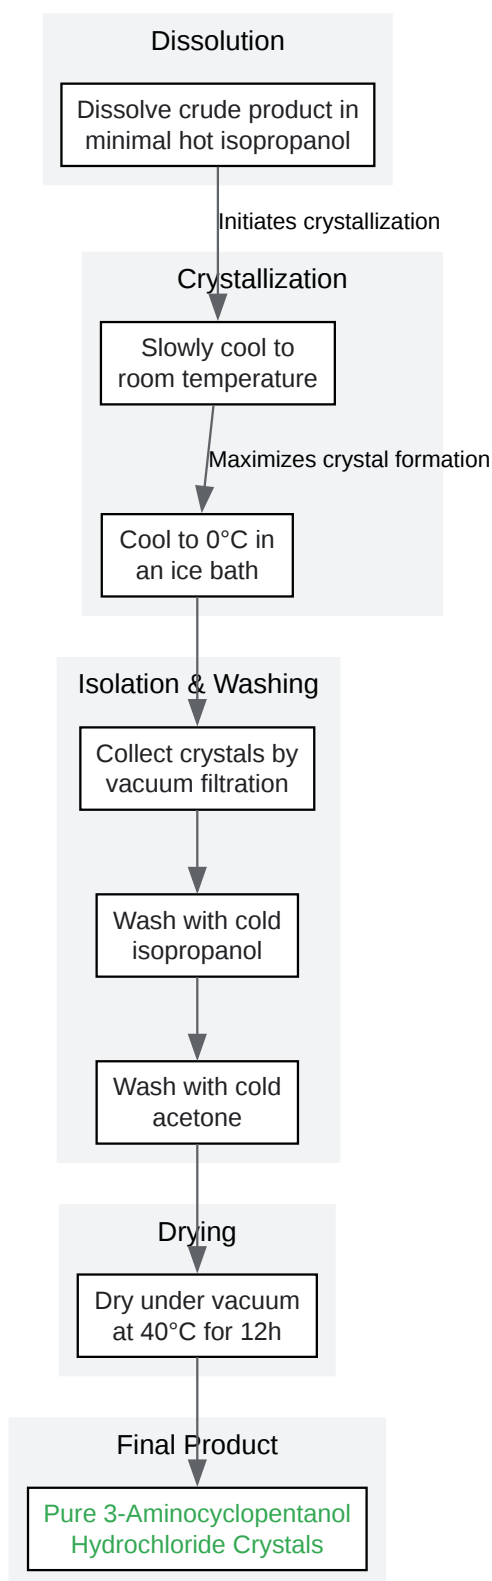 Dissolution
Dissolve crude product in
minimal hot isopropanol
Initiates crystallization
Crystallization
Slowly cool to
room temperature
Maximizes crystal formation
Cool to 0°C in
an ice bath
Isolation & Washing
Collect crystals by
vacuum filtration
Wash with cold
isopropanol
Wash with cold
acetone
Drying
Dry under vacuum
at 40°C for 12h
Final Product
Pure 3-Aminocyclopentanol
Hydrochloride Crystals